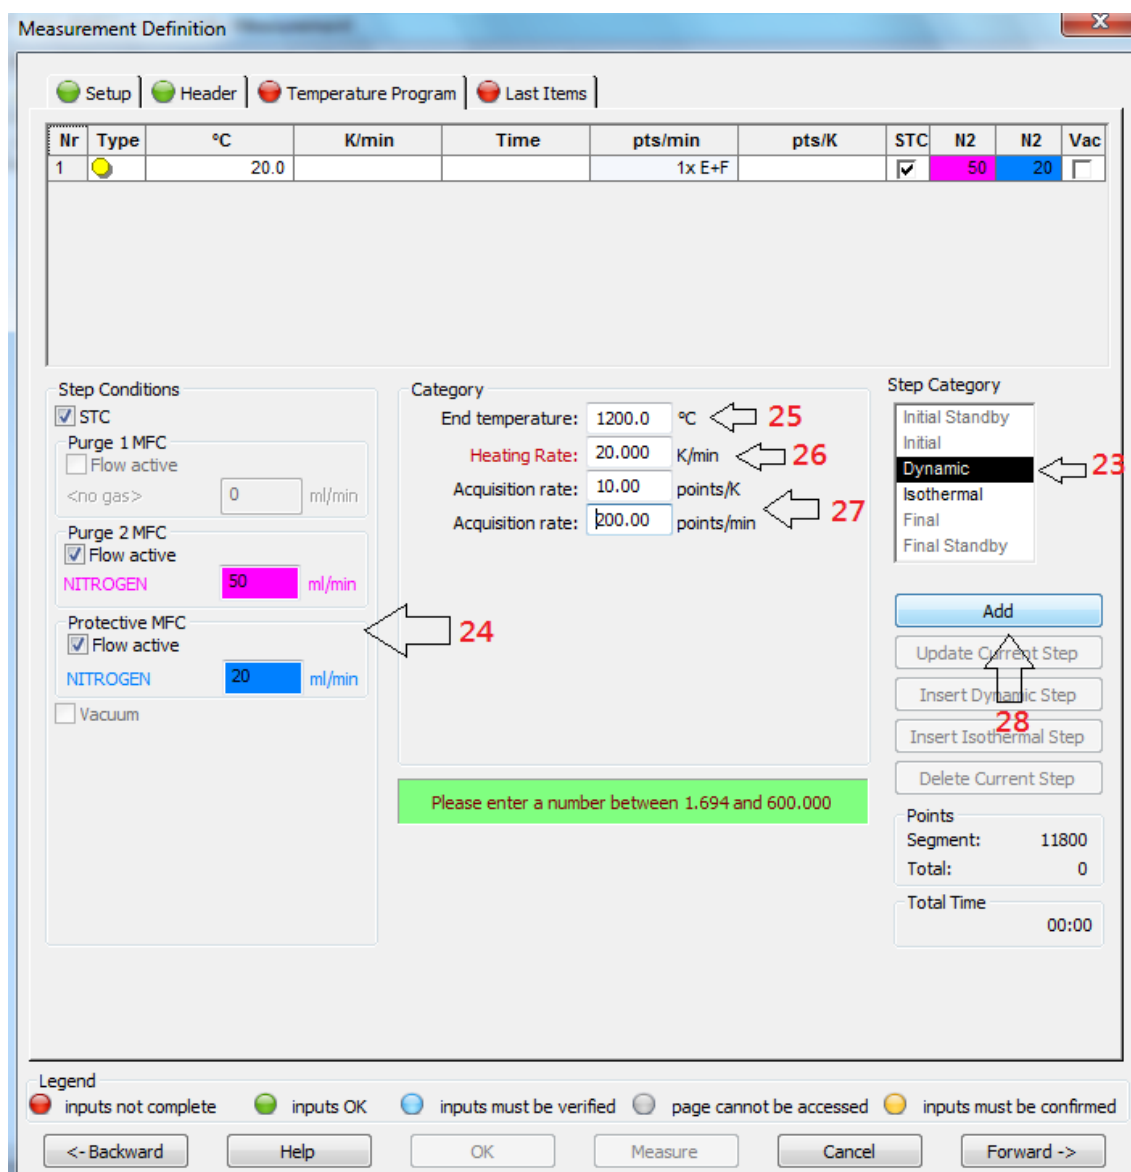 Measurement Definition
x
Setup Header Temperature Program Last Items
Nr Type °C K/min Time pts/min pts/K STC N2 N2 Vac
1 20.0 1x E+F 50 20
Step Conditions
STC
Purge 1 MFC
Flow active
<no gas> 0 ml/min
Purge 2 MFC
Flow active
NITROGEN 50 ml/min
Protective MFC
Flow active
NITROGEN 20 ml/min
Vacuum
24
Category
End temperature: 1200.0 °C 25
Heating Rate: 20.000 K/min 26
Acquisition rate: 10.00 points/K
Acquisition rate: 200.00 points/min 27
Please enter a number between 1.694 and 600.000
Step Category
Initial Standby
Initial
Dynamic 23
Isothermal
Final
Final Standby
Add
Update Current Step
Insert Dynamic Step
28
Insert Isothermal Step
Delete Current Step
Points
Segment: 11800
Total: 0
Total Time
00:00
Legend
inputs not complete inputs OK inputs must be verified page cannot be accessed inputs must be confirmed
<- Backward Help OK Measure Cancel Forward ->